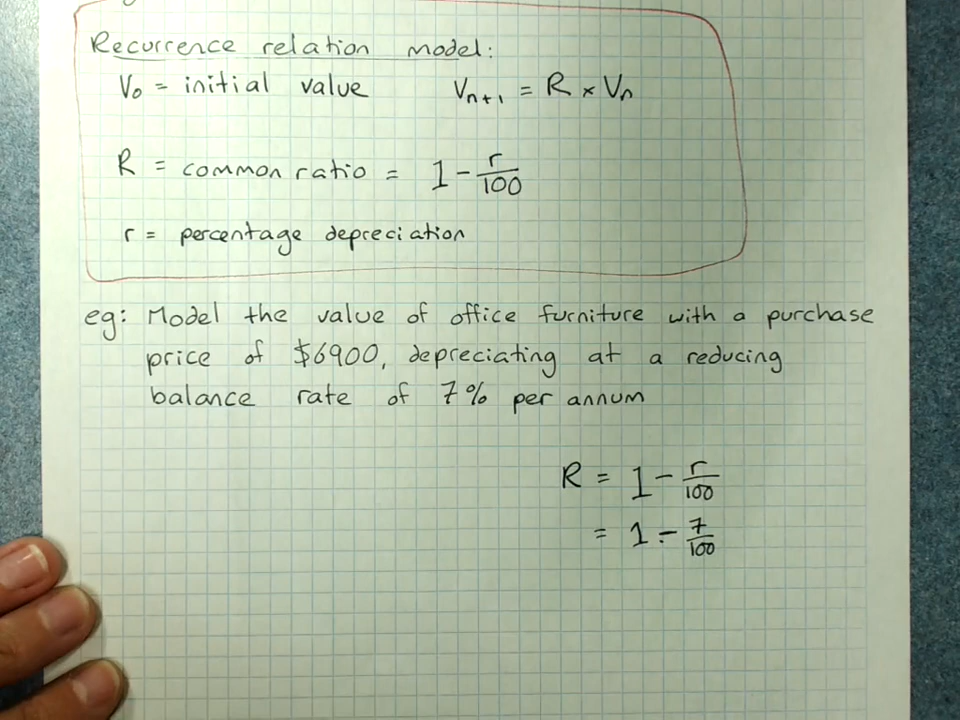 Recurrence relation model:
V₀ = initial value Vₙ₊₁ = R × Vₙ
R = common ratio = 1 - r/100
r = percentage depreciation
eg: Model the value of office furniture with a purchase
price of $6900, depreciating at a reducing
balance rate of 7% per annum
R = 1 - r/100
= 1 - 7/100